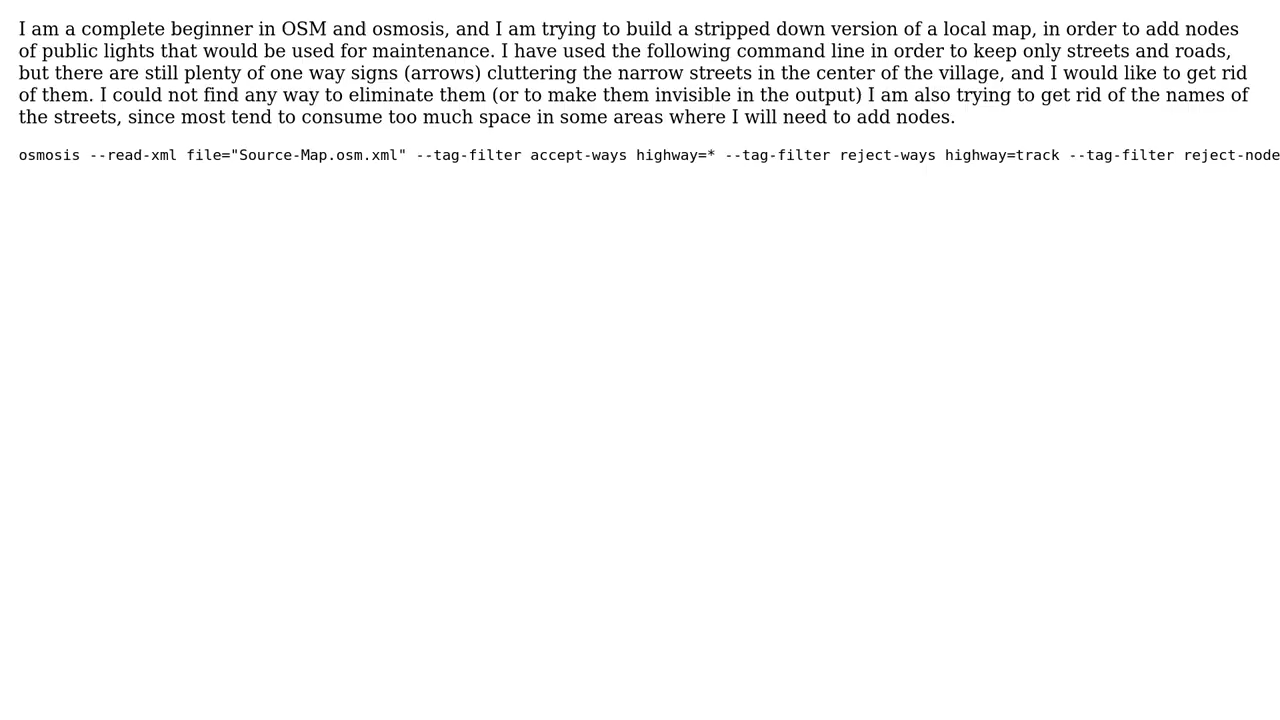 I am a complete beginner in OSM and osmosis, and I am trying to build a stripped down version of a local map, in order to add nodes
of public lights that would be used for maintenance. I have used the following command line in order to keep only streets and roads,
but there are still plenty of one way signs (arrows) cluttering the narrow streets in the center of the village, and I would like to get rid
of them. I could not find any way to eliminate them (or to make them invisible in the output) I am also trying to get rid of the names of
the streets, since most tend to consume too much space in some areas where I will need to add nodes.
osmosis --read-xml file="Source-Map.osm.xml" --tag-filter accept-ways highway=* --tag-filter reject-ways highway=track --tag-filter reject-node